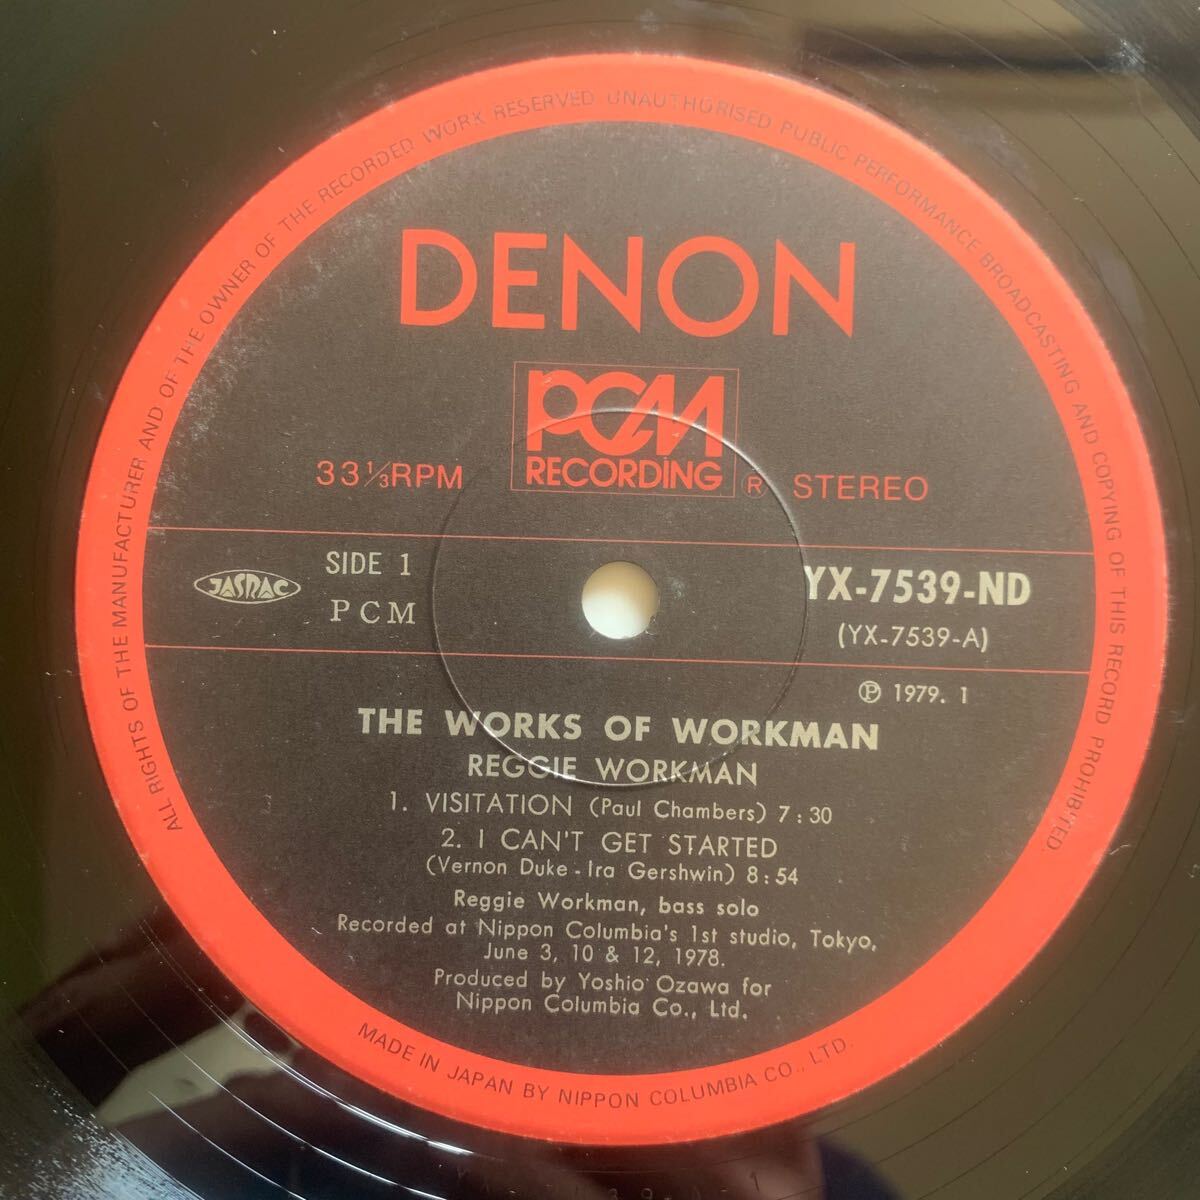 ALL RIGHTS OF THE MANUFACTURER AND OF THE OWNER OF THE RECORDED WORK RESERVED UNAUTHORISED PUBLIC PERFORMANCE BROADCASTING AND COPYING OF THIS RECORD PROHIBITED.
DENON
PCM
RECORDING
33⅓RPM
® STEREO
JASRAC
SIDE 1
PCM
YX-7539-ND
(YX-7539-A)
Ⓟ 1979. 1
THE WORKS OF WORKMAN
REGGIE WORKMAN
1. VISITATION (Paul Chambers) 7:30
2. I CAN'T GET STARTED
(Vernon Duke - Ira Gershwin) 8:54
Reggie Workman, bass solo
Recorded at Nippon Columbia's 1st studio, Tokyo,
June 3, 10 & 12, 1978.
Produced by Yoshio Ozawa for
Nippon Columbia Co., Ltd.
MADE IN JAPAN BY NIPPON COLUMBIA CO., LTD.